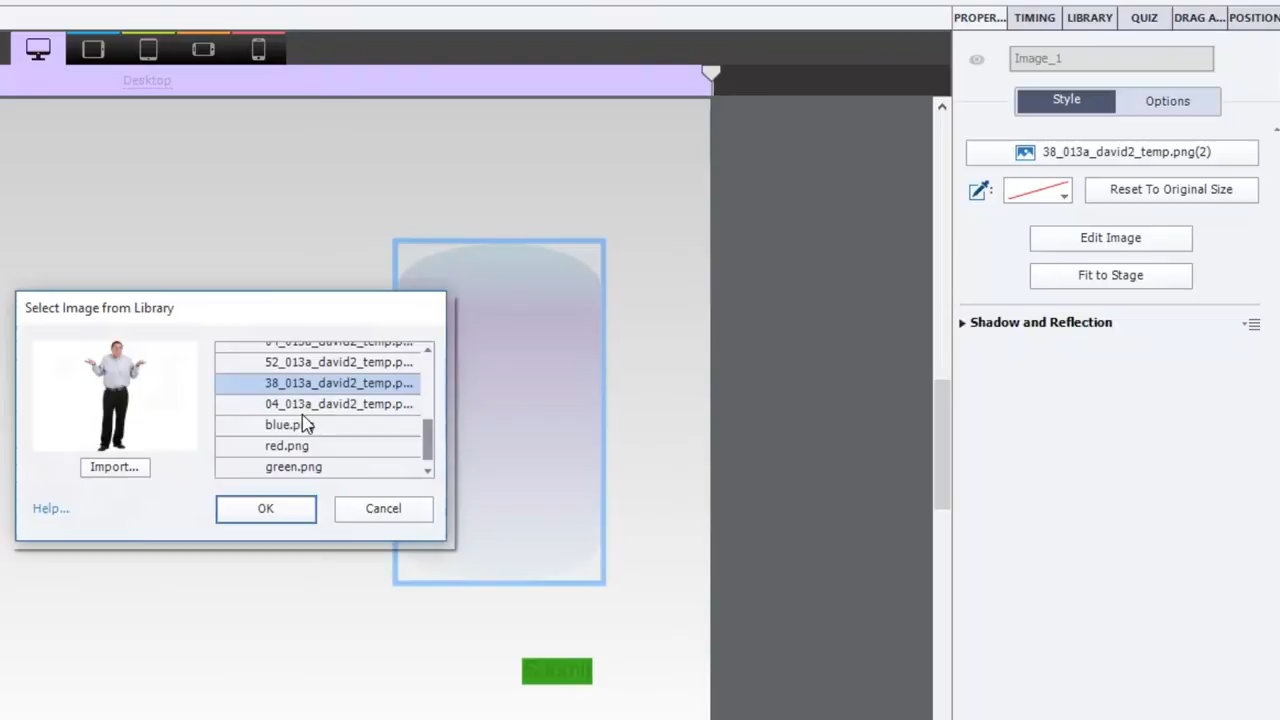 PROPER... TIMING LIBRARY QUIZ DRAG A... POSITION
Image_1
Desktop
Style Options
38_013a_david2_temp.png(2)
Reset To Original Size
Edit Image
Fit to Stage
Shadow and Reflection
Select Image from Library
52_013a_david2_temp.p...
38_013a_david2_temp.p...
04_013a_david2_temp.p...
red.png
green.png
Import...
Help... OK Cancel